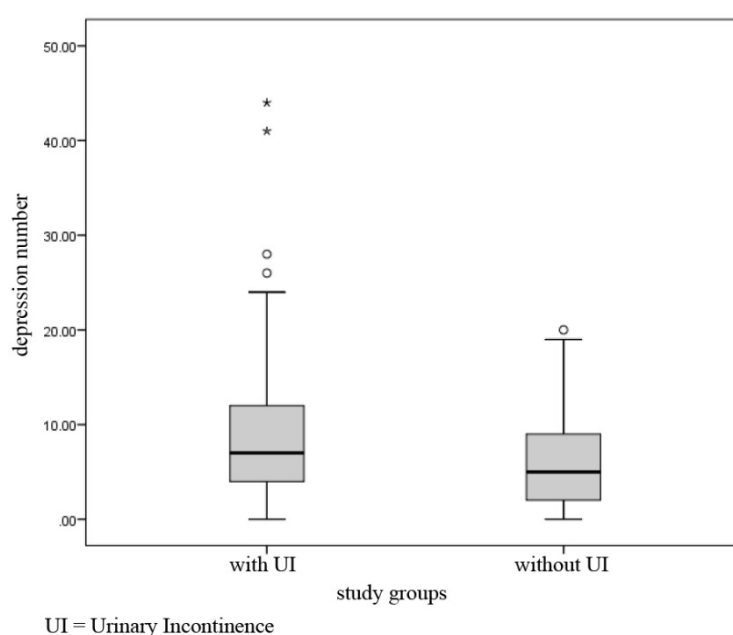 50.00
40.00
30.00
20.00
10.00
.00
depression number
with UI
without UI
study groups
UI = Urinary Incontinence